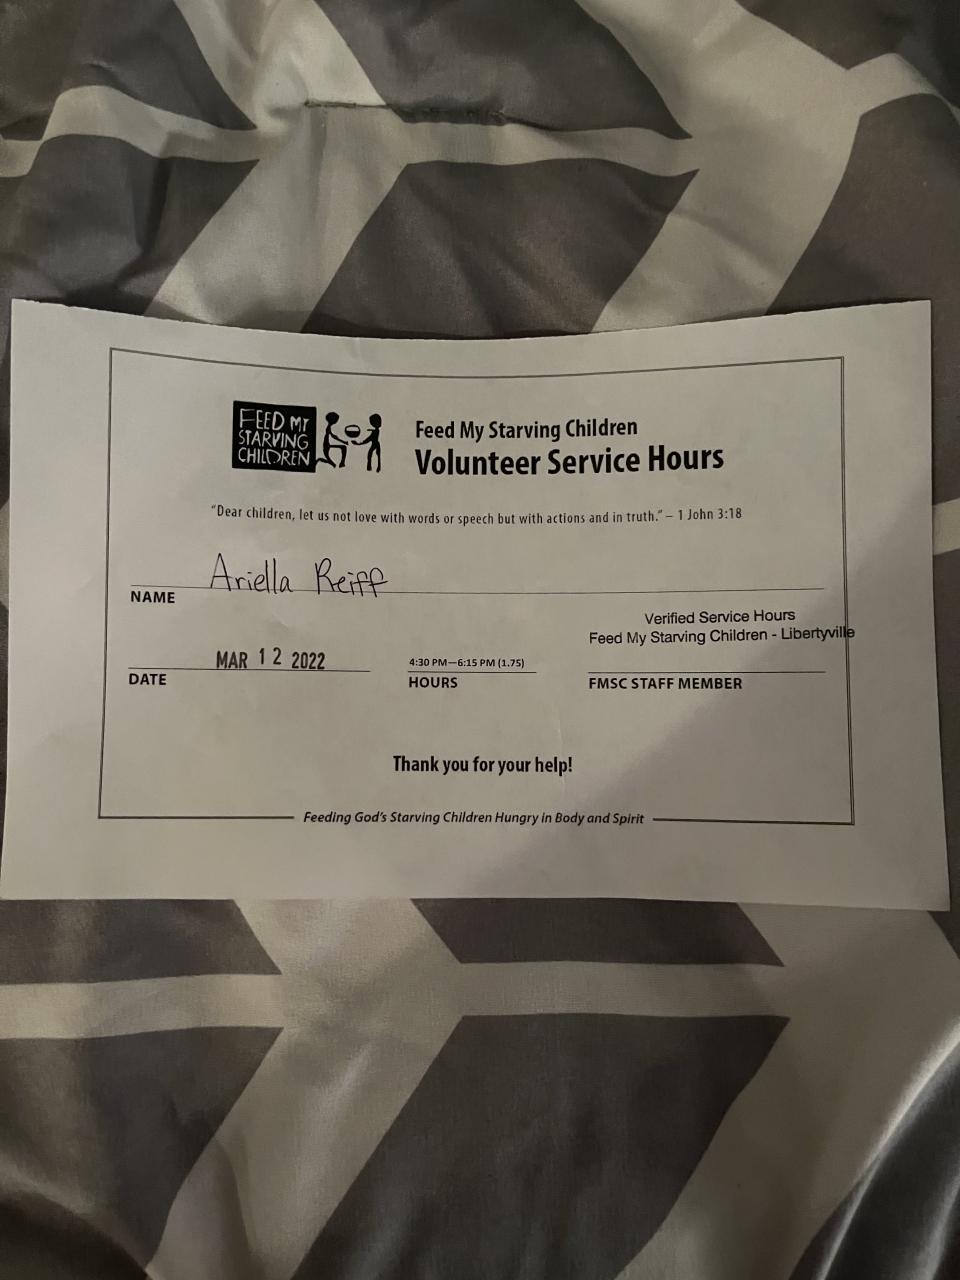 FEED MY
STARVING
CHILDREN
Feed My Starving Children
Volunteer Service Hours
"Dear children, let us not love with words or speech but with actions and in truth." – 1 John 3:18
Ariella Reiff
NAME
Verified Service Hours
Feed My Starving Children - Libertyville
MAR 12 2022
4:30 PM—6:15 PM (1.75)
DATE
HOURS
FMSC STAFF MEMBER
Thank you for your help!
Feeding God's Starving Children Hungry in Body and Spirit